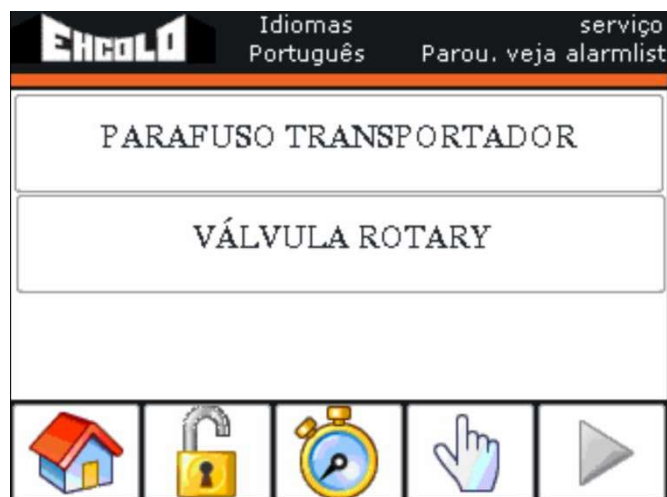 EHCOLO
Idiomas
Português
serviço
Parou. veja alarmlist
PARAFUSO TRANSPORTADOR
VÁLVULA ROTARY